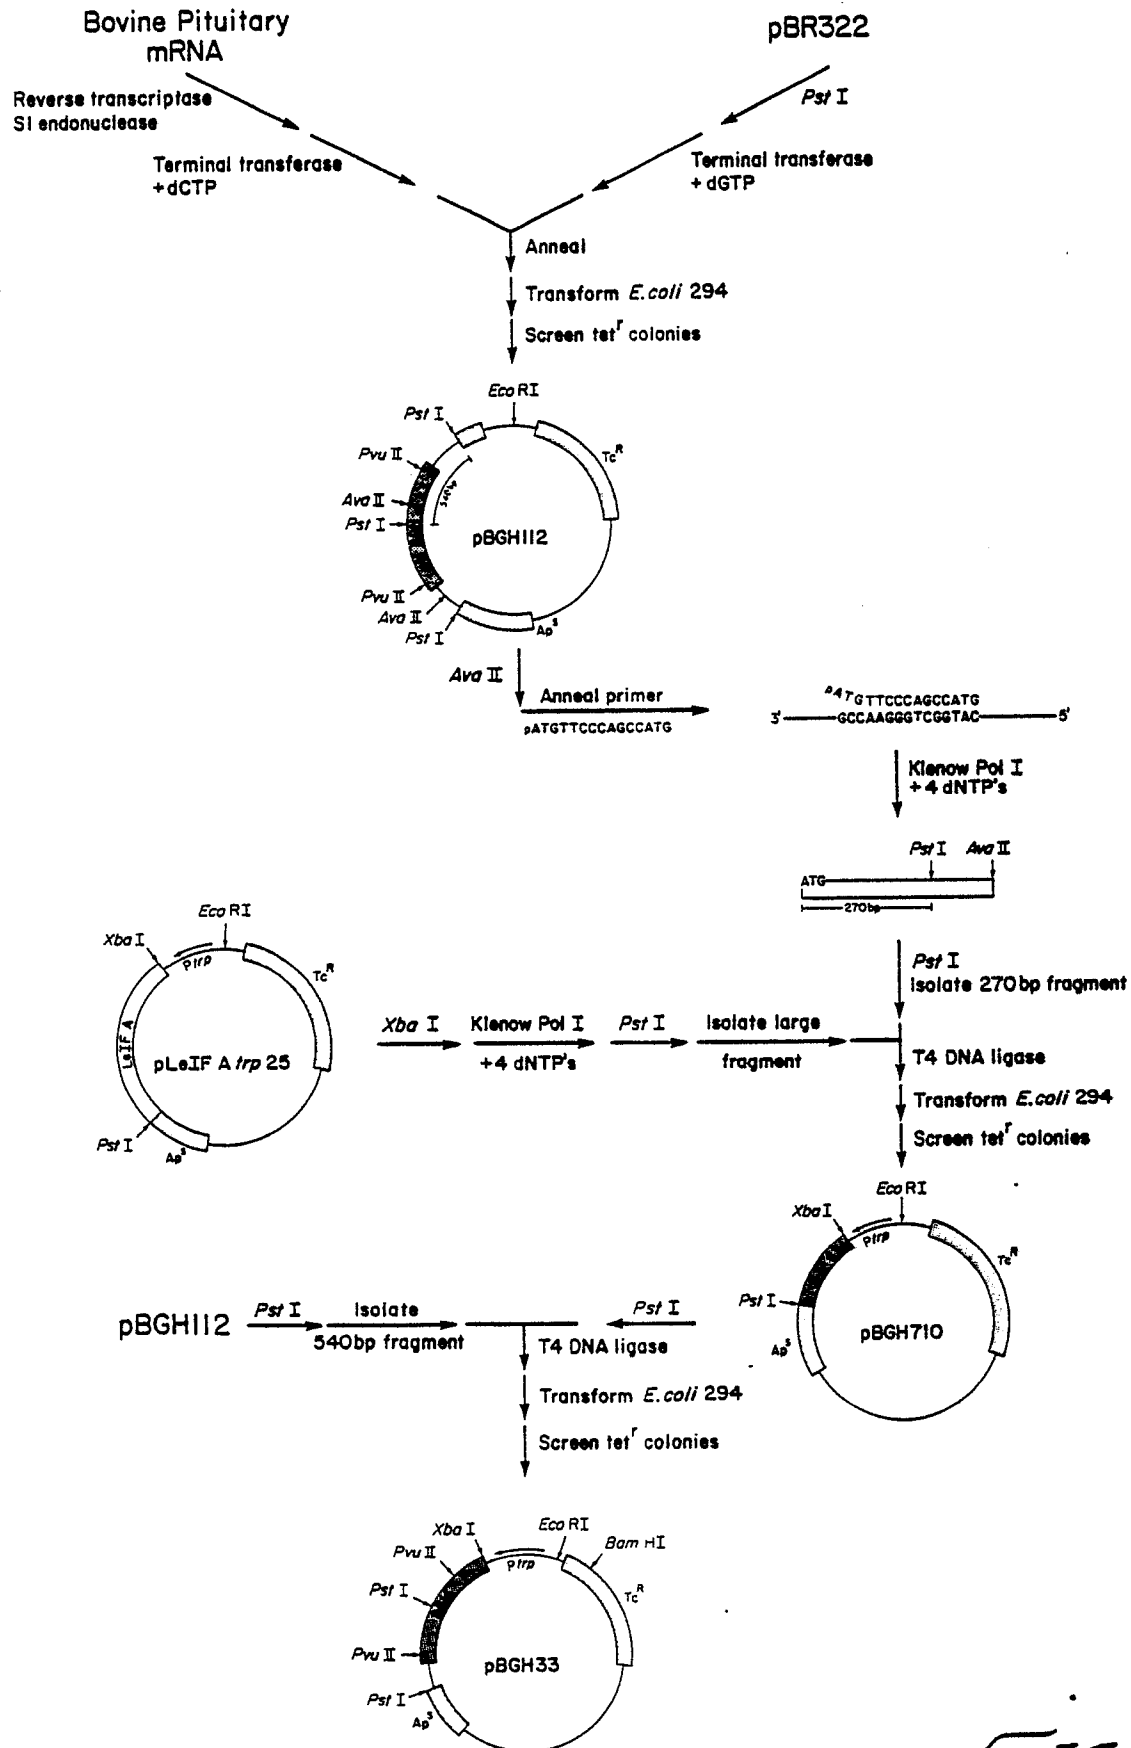 Bovine Pituitary
mRNA
pBR322
Reverse transcriptase
S1 endonuclease
Pst I
Terminal transferase
+dCTP
Terminal transferase
+ dGTP
Anneal
Transform E.coli 294
Screen tet^r colonies
Eco RI
Pst I
Pvu II
Tc^R
540bp
Ava II
Pst I
pBGH112
Pvu II
Ava II
Pst I
Ap^s
Ava II
Anneal primer
pATGTTCCCAGCCATG
pATGTTCCCAGCCATG
3' GCCAAGGGTCGGTAC 5'
Klenow Pol I
+ 4 dNTP's
Pst I Ava II
ATG
270bp
Eco RI
Xba I
Ptrp
Tc^R
LeIF A
pLeIF A trp 25
Pst I
Ap^s
Xba I
Klenow Pol I
+4 dNTP's
Pst I
Isolate large
fragment
Pst I
Isolate 270bp fragment
T4 DNA ligase
Transform E.coli 294
Screen tet^r colonies
Eco RI
Xba I
Ptrp
Tc^R
Pst I
pBGH710
Ap^s
pBGH112
Pst I
Isolate
540bp fragment
Pst I
T4 DNA ligase
Transform E.coli 294
Screen tet^r colonies
Eco RI
Xba I
Bam HI
Pvu II
Ptrp
Pst I
Tc^R
Pvu II
pBGH33
Pst I
Ap^s